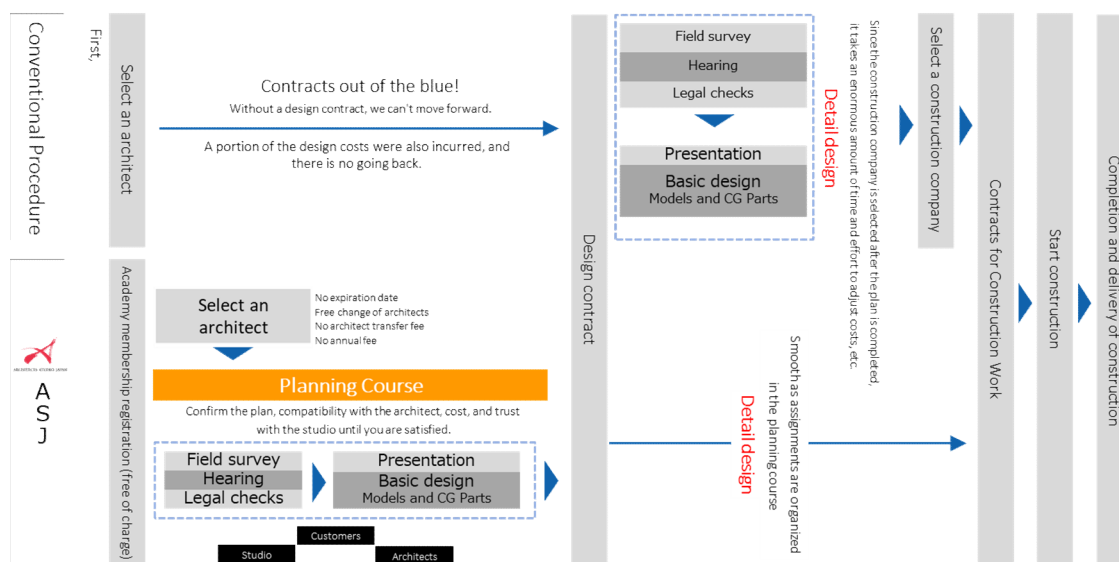 Conventional Procedure
First,
Select an architect
Contracts out of the blue!
Without a design contract, we can't move forward.
A portion of the design costs were also incurred, and
there is no going back.
Design contract
Field survey
Hearing
Legal checks
Presentation
Basic design
Models and CG Parts
Detail design
Since the construction company is selected after the plan is completed,
it takes an enormous amount of time and effort to adjust costs, etc.
Select a construction company
Contracts for Construction Work
Start construction
Completion and delivery of construction
ARCHITECTS STUDIO JAPAN
A
S
J
Academy membership registration (free of charge)
Select an
architect
No expiration date
Free change of architects
No architect transfer fee
No annual fee
Planning Course
Confirm the plan, compatibility with the architect, cost, and trust
with the studio until you are satisfied.
Field survey
Hearing
Legal checks
Presentation
Basic design
Models and CG Parts
Customers
Studio
Architects
Detail design
Smooth as assignments are organized
in the planning course